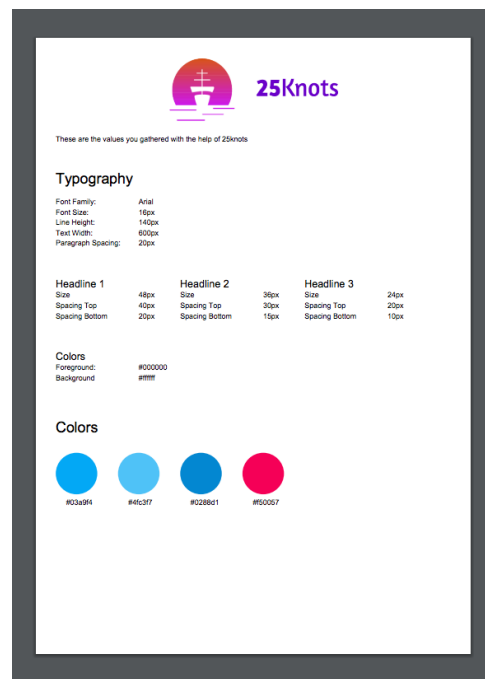 25Knots
These are the values you gathered with the help of 25knots
Typography
Font Family: Arial
Font Size: 16px
Line Height: 140px
Text Width: 600px
Paragraph Spacing: 20px
Headline 1 Headline 2 Headline 3
Size 48px Size 36px Size 24px
Spacing Top 40px Spacing Top 30px Spacing Top 20px
Spacing Bottom 20px Spacing Bottom 15px Spacing Bottom 10px
Colors
Foreground: #000000
Background #ffffff
Colors
#03a9f4 #4fc3f7 #0288d1 #f50057